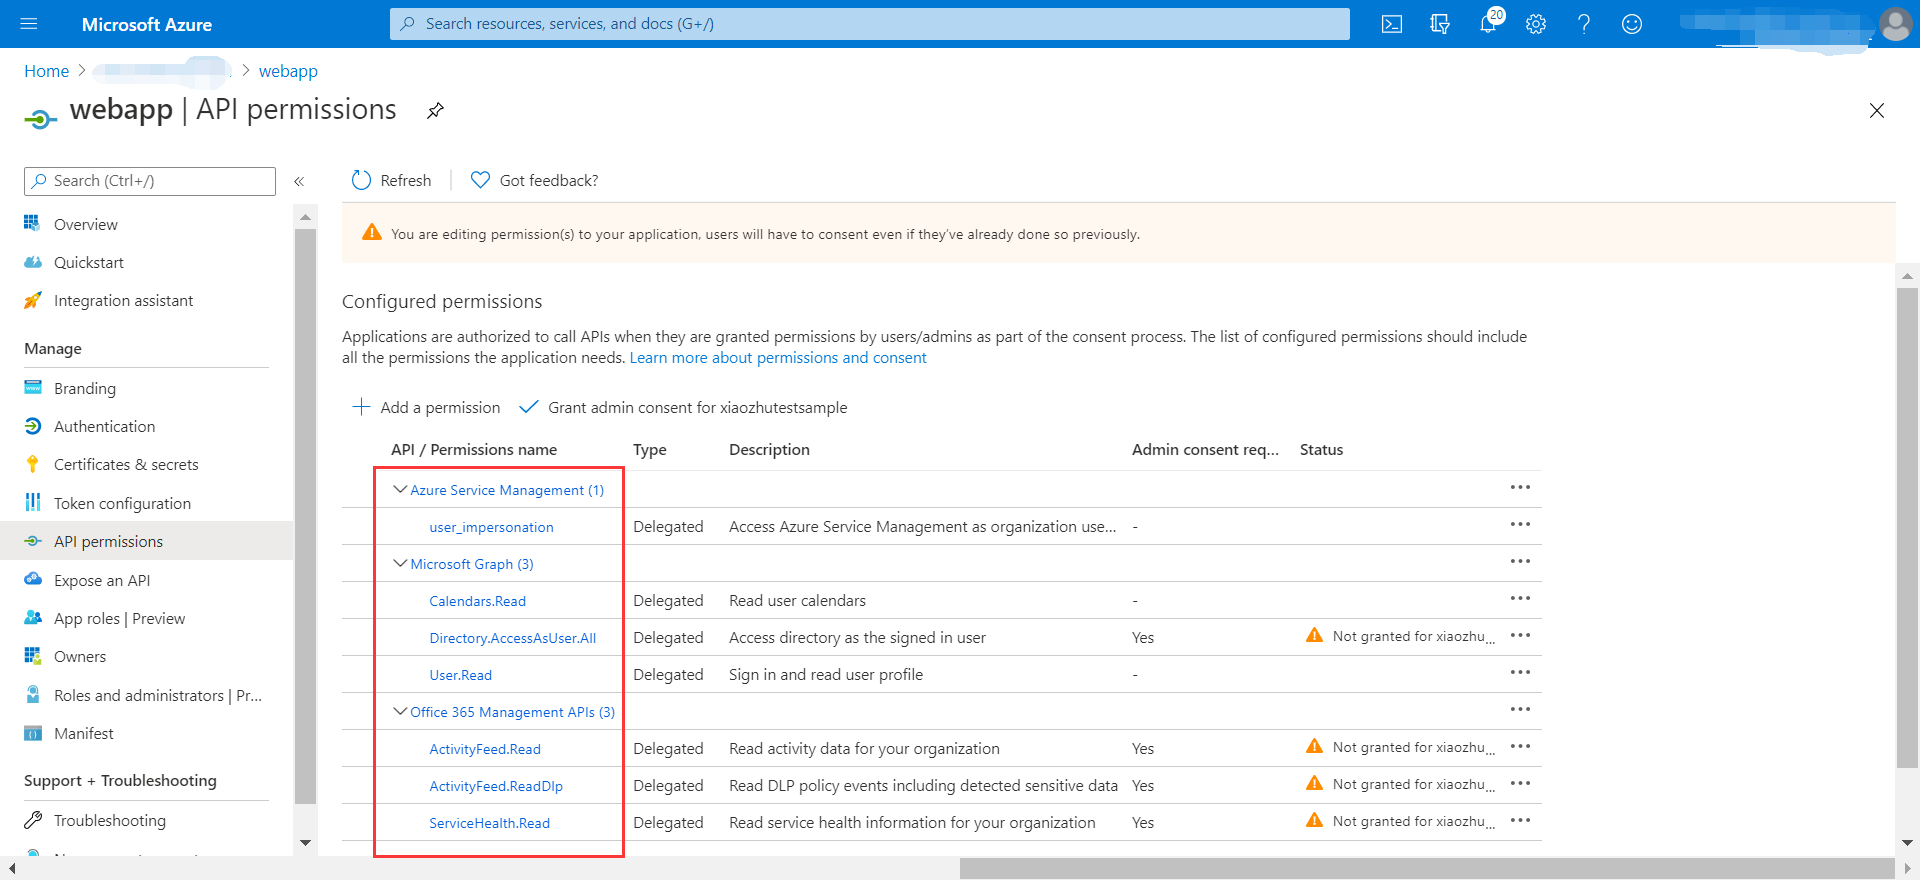 Microsoft Azure
Search resources, services, and docs (G+/)
20
Home
webapp
webapp | API permissions
Search (Ctrl+/)
Refresh
Got feedback?
Overview
Quickstart
Integration assistant
Manage
Branding
Authentication
Certificates & secrets
Token configuration
API permissions
Expose an API
App roles | Preview
Owners
Roles and administrators | Pr...
Manifest
Support + Troubleshooting
Troubleshooting
You are editing permission(s) to your application, users will have to consent even if they've already done so previously.
Configured permissions
Applications are authorized to call APIs when they are granted permissions by users/admins as part of the consent process. The list of configured permissions should include
all the permissions the application needs. Learn more about permissions and consent
Add a permission
Grant admin consent for xiaozhutestsample
API / Permissions name Type Description Admin consent req... Status
Azure Service Management (1)
user_impersonation Delegated Access Azure Service Management as organization use... -
Microsoft Graph (3)
Calendars.Read Delegated Read user calendars -
Directory.AccessAsUser.All Delegated Access directory as the signed in user Yes Not granted for xiaozhu...
User.Read Delegated Sign in and read user profile -
Office 365 Management APIs (3)
ActivityFeed.Read Delegated Read activity data for your organization Yes Not granted for xiaozhu...
ActivityFeed.ReadDlp Delegated Read DLP policy events including detected sensitive data Yes Not granted for xiaozhu...
ServiceHealth.Read Delegated Read service health information for your organization Yes Not granted for xiaozhu...